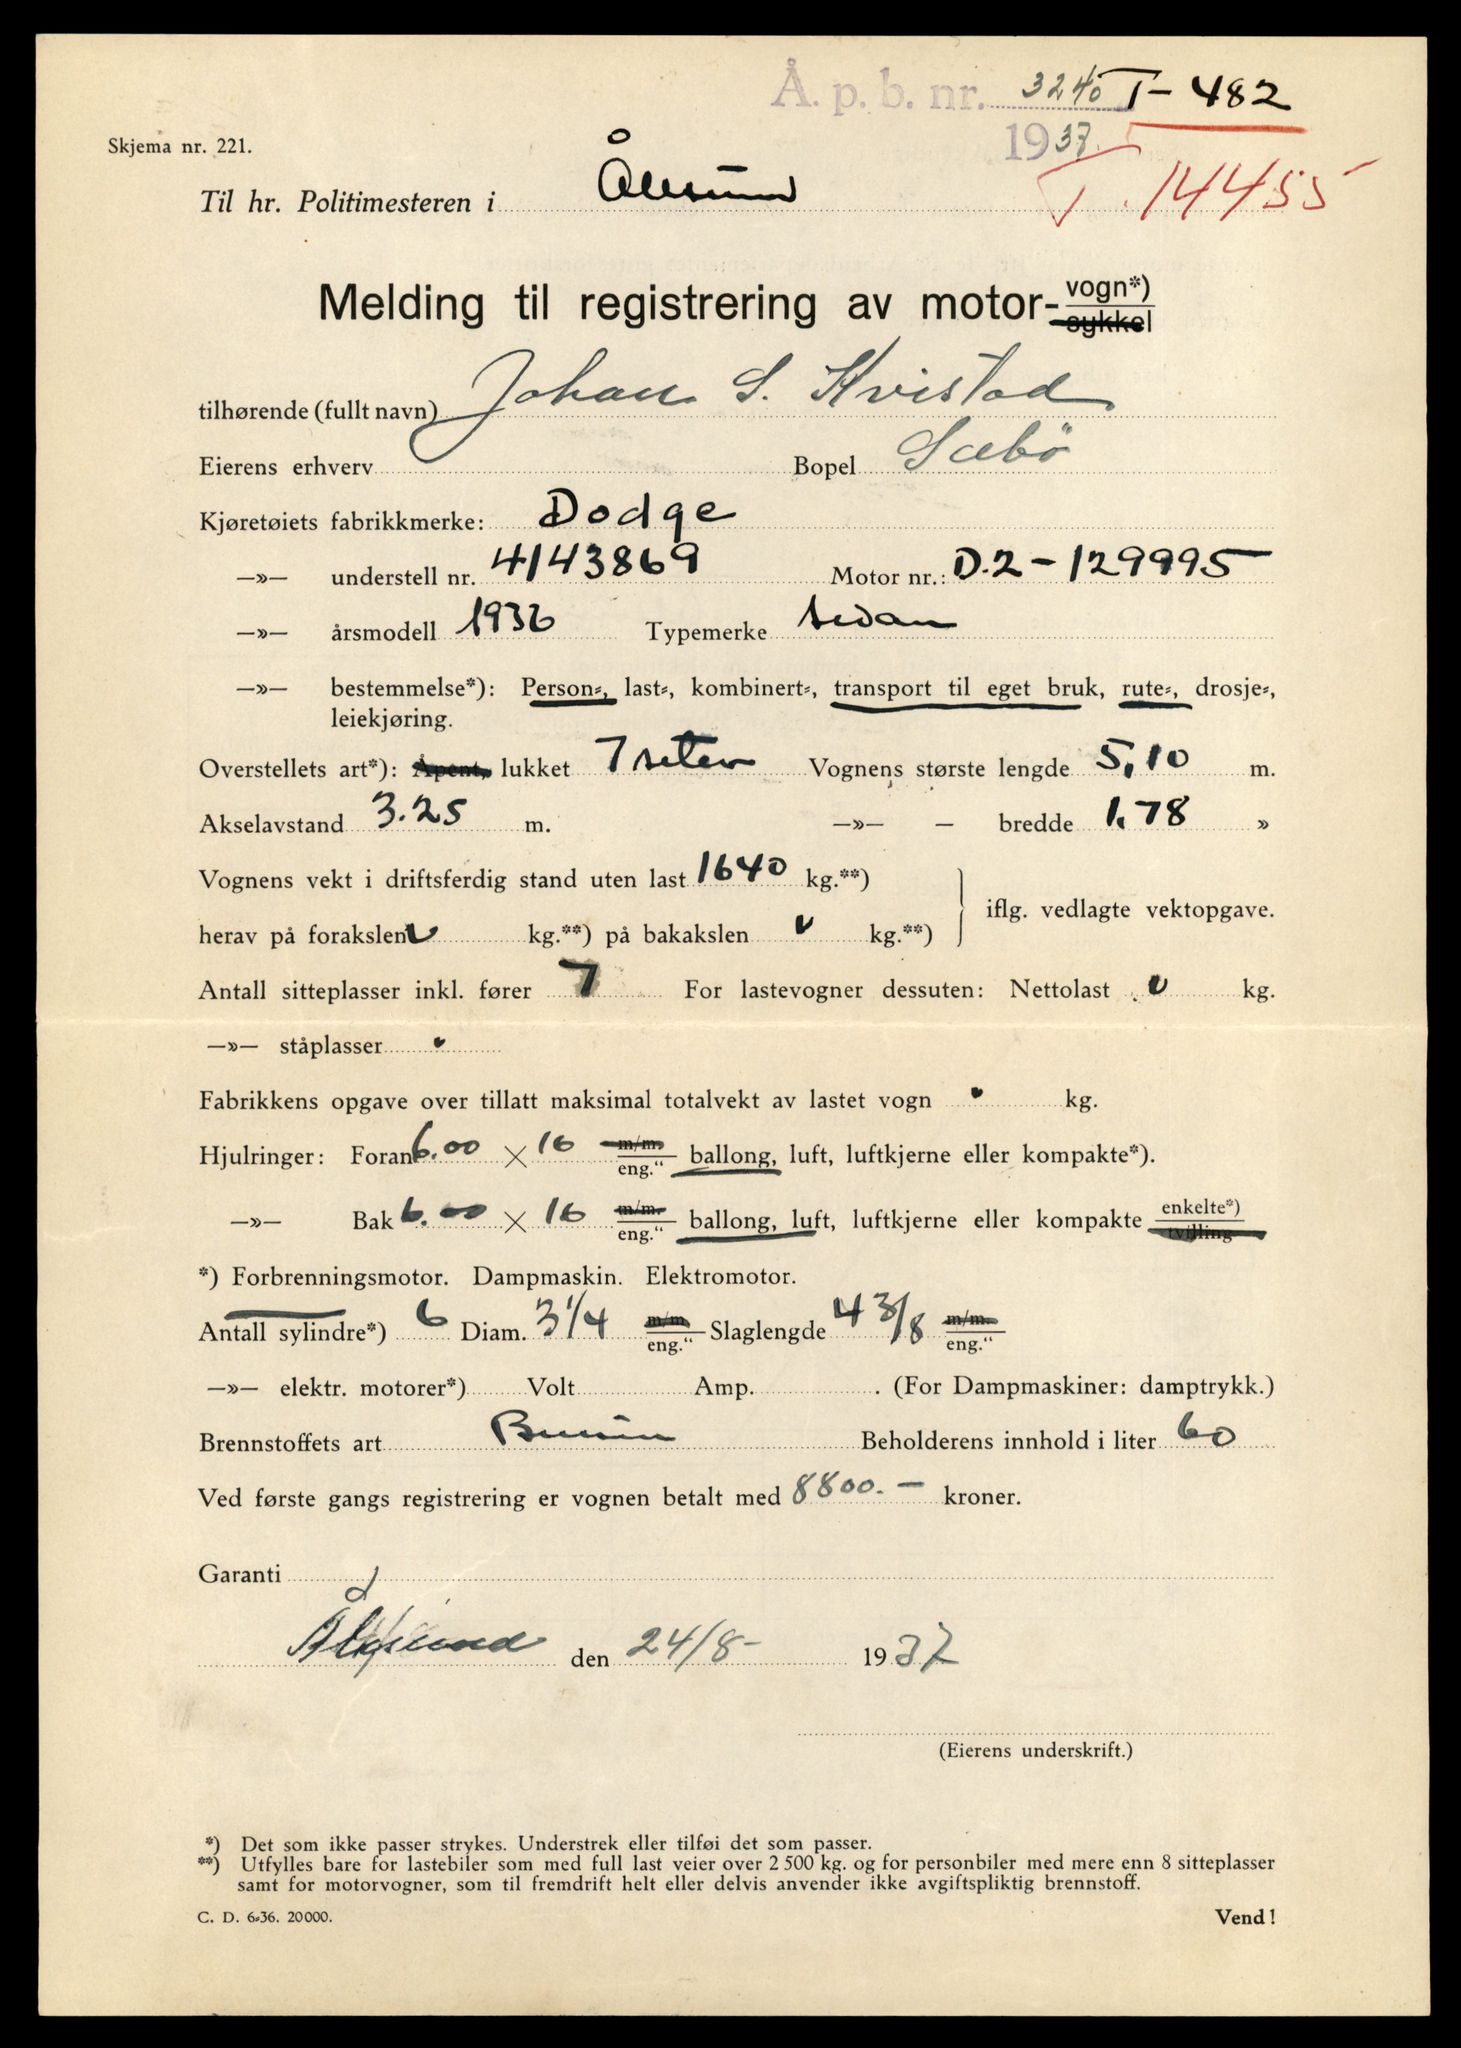 Å. p. b. nr. 3240 T - 482
1937.
Skjema nr. 221.
Til hr. Politimesteren i Ålesund T. 14455
Melding til registrering av motor- vogn*) sykkel
tilhørende (fullt navn) Johan S. Kvistad
Eierens erhverv Bopel Sæbö
Kjøretøiets fabrikkmerke: Dodge
—»— understell nr. 4143869 Motor nr.: D.2 - 129995
—»— årsmodell 1936 Typemerke sedan
—»— bestemmelse*): Person-, last-, kombinert-, transport til eget bruk, rute-, drosje-,
leiekjøring.
Overstellets art*): Åpent, lukket 7 seter Vognens største lengde 5,10 m.
Akselavstand 3.25 m. —»— — bredde 1,78 »
Vognens vekt i driftsferdig stand uten last 1640 kg.**)
iflg. vedlagte vektopgave.
herav på forakslen kg.**) på bakakslen kg.**)
Antall sitteplasser inkl. fører 7 For lastevogner dessuten: Nettolast kg.
—»— ståplasser
Fabrikkens opgave over tillatt maksimal totalvekt av lastet vogn kg.
Hjulringer: Foran 6.00 × 16 m/m. eng." ballong, luft, luftkjerne eller kompakte*).
—»— Bak 6.00 × 16 m/m. eng." ballong, luft, luftkjerne eller kompakte enkelte*) tvilling
*) Forbrenningsmotor. Dampmaskin. Elektromotor.
Antall sylindre*) 6 Diam. 3 1/4 m/m. eng." Slaglengde 4 3/8 m/m. eng."
—»— elektr. motorer*) Volt Amp. . (For Dampmaskiner: damptrykk.)
Brennstoffets art Bensin Beholderens innhold i liter 60
Ved første gangs registrering er vognen betalt med 8800.- kroner.
Garanti
Ålesund den 24/8- 1937
(Eierens underskrift.)
*) Det som ikke passer strykes. Understrek eller tilføi det som passer.
**) Utfylles bare for lastebiler som med full last veier over 2 500 kg. og for personbiler med mere enn 8 sitteplasser
samt for motorvogner, som til fremdrift helt eller delvis anvender ikke avgiftspliktig brennstoff.
C. D. 6-36. 20000. Vend!